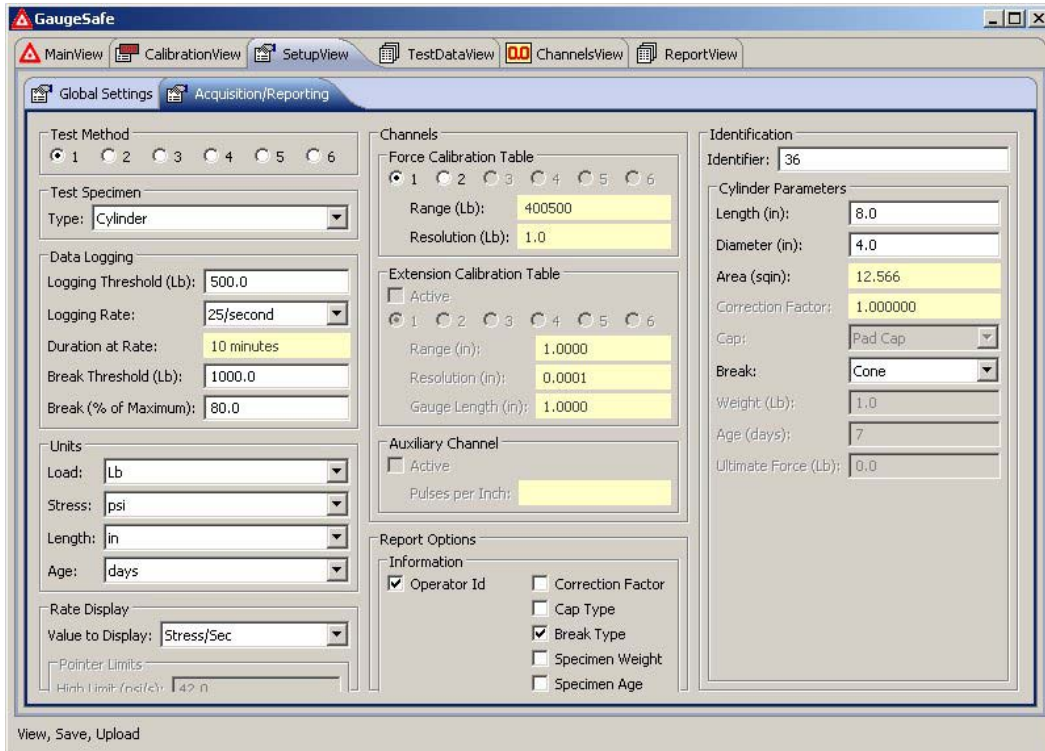 GaugeSafe
MainView CalibrationView SetupView TestDataView 0.0 ChannelsView ReportView
Global Settings Acquisition/Reporting
Test Method
1 2 3 4 5 6
Test Specimen
Type: Cylinder
Data Logging
Logging Threshold (Lb): 500.0
Logging Rate: 25/second
Duration at Rate: 10 minutes
Break Threshold (Lb): 1000.0
Break (% of Maximum): 80.0
Units
Load: Lb
Stress: psi
Length: in
Age: days
Rate Display
Value to Display: Stress/Sec
Pointer Limits
High Limit (psi/s): 42.0
Channels
Force Calibration Table
1 2 3 4 5 6
Range (Lb): 400500
Resolution (Lb): 1.0
Extension Calibration Table
Active
1 2 3 4 5 6
Range (in): 1.0000
Resolution (in): 0.0001
Gauge Length (in): 1.0000
Auxiliary Channel
Active
Pulses per Inch:
Report Options
Information
Operator Id
Correction Factor
Cap Type
Break Type
Specimen Weight
Specimen Age
Identification
Identifier: 36
Cylinder Parameters
Length (in): 8.0
Diameter (in): 4.0
Area (sqin): 12.566
Correction Factor: 1.000000
Cap: Pad Cap
Break: Cone
Weight (Lb): 1.0
Age (days): 7
Ultimate Force (Lb): 0.0
View, Save, Upload